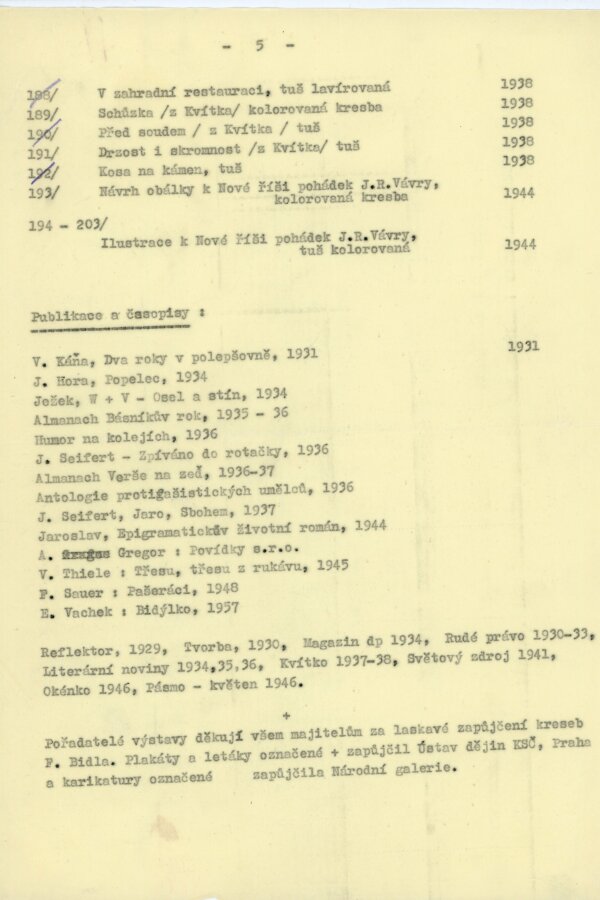 - 5 -
188/ V zahradní restauraci, tuš lavírovaná 1938
189/ Schůzka /z Kvítka/ kolorovaná kresba 1938
190/ Před soudem / z Kvítka / tuš 1938
191/ Drzost i skromnost /z Kvítka/ tuš 1938
192/ Kosa na kámen, tuš 1938
193/ Návrh obálky k Nové říši pohádek J.R.Vávry,
kolorovaná kresba 1944
194 - 203/
Ilustrace k Nové říši pohádek J.R.Vávry,
tuš kolorovaná 1944
Publikace a časopisy :
V. Káňa, Dva roky v polepšovně, 1931 1931
J. Hora, Popelec, 1934
Ježek, W + V - Osel a stín, 1934
Almanach Básníkův rok, 1935 - 36
Humor na kolejích, 1936
J. Seifert - Zpíváno do rotačky, 1936
Almanach Verše na zeď, 1936-37
Antologie protifašistických umělců, 1936
J. Seifert, Jaro, Sbohem, 1937
Jaroslav, Epigramatickův životní román, 1944
A. Gregor : Povídky s.r.o.
V. Thiele : Třesu, třesu z rukávu, 1945
F. Sauer : Pašeráci, 1948
E. Vachek : Bidýlko, 1957
Reflektor, 1929, Tvorba, 1930, Magazin dp 1934, Rudé právo 1930-33,
Literární noviny 1934,35,36, Kvítko 1937-38, Světový zdroj 1941,
Okénko 1946, Pásmo - květen 1946.
+
Pořadatelé výstavy děkují všem majitelům za laskavé zapůjčení kreseb
F. Bidla. Plakáty a letáky označené + zapůjčil Ústav dějin KSČ, Praha
a karikatury označené zapůjčila Národní galerie.